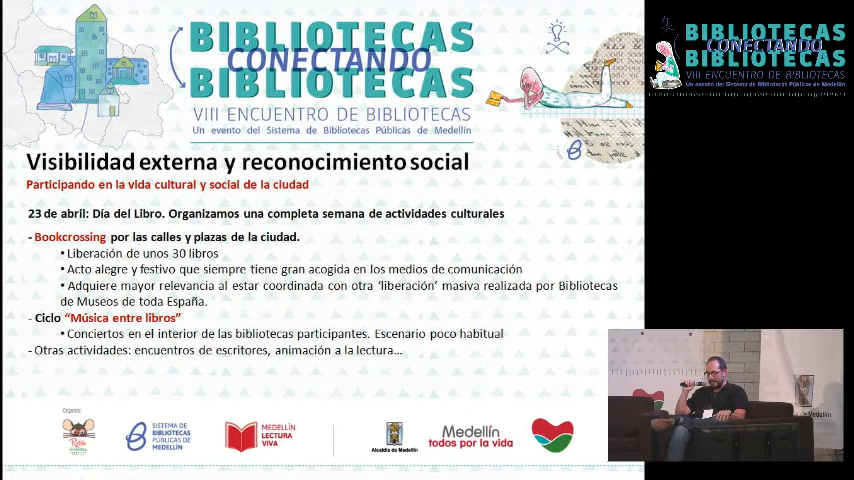 BIBLIOTECAS
CONECTANDO
BIBLIOTECAS
VIII ENCUENTRO DE BIBLIOTECAS
Un evento del Sistema de Bibliotecas Públicas de Medellín
Visibilidad externa y reconocimiento social
Participando en la vida cultural y social de la ciudad
23 de abril: Día del Libro. Organizamos una completa semana de actividades culturales
- Bookcrossing por las calles y plazas de la ciudad.
• Liberación de unos 30 libros
• Acto alegre y festivo que siempre tiene gran acogida en los medios de comunicación
• Adquiere mayor relevancia al estar coordinada con otra ‘liberación’ masiva realizada por Bibliotecas
de Museos de toda España.
- Ciclo “Música entre libros”
• Conciertos en el interior de las bibliotecas participantes. Escenario poco habitual
- Otras actividades: encuentros de escritores, animación a la lectura…
Organiza:
SISTEMA DE
BIBLIOTECAS
PÚBLICAS DE
MEDELLÍN
MEDELLÍN
LECTURA
VIVA
Alcaldía de Medellín
Medellín
todos por la vida
BIBLIOTECAS
CONECTANDO
BIBLIOTECAS
VIII ENCUENTRO DE BIBLIOTECAS
Un evento del Sistema de Bibliotecas Públicas de Medellín
Medellín